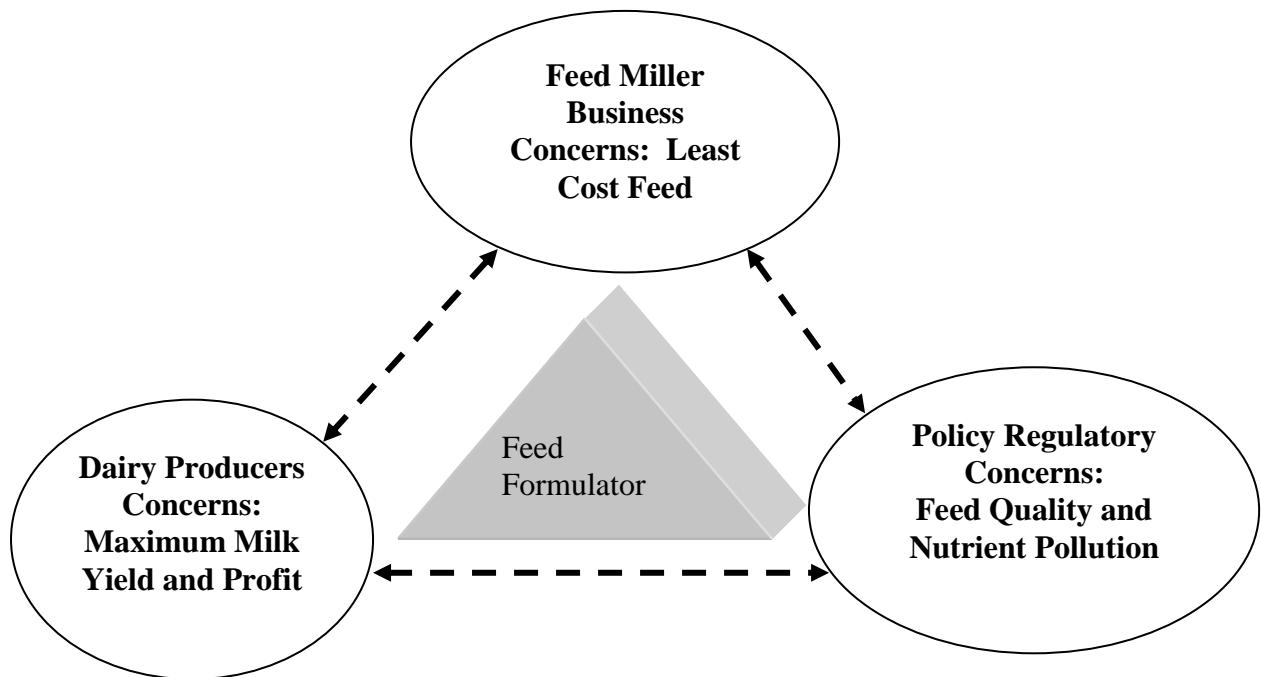 Feed Miller
Business
Concerns: Least
Cost Feed
Dairy Producers
Concerns:
Maximum Milk
Yield and Profit
Feed
Formulator
Policy Regulatory
Concerns:
Feed Quality and
Nutrient Pollution